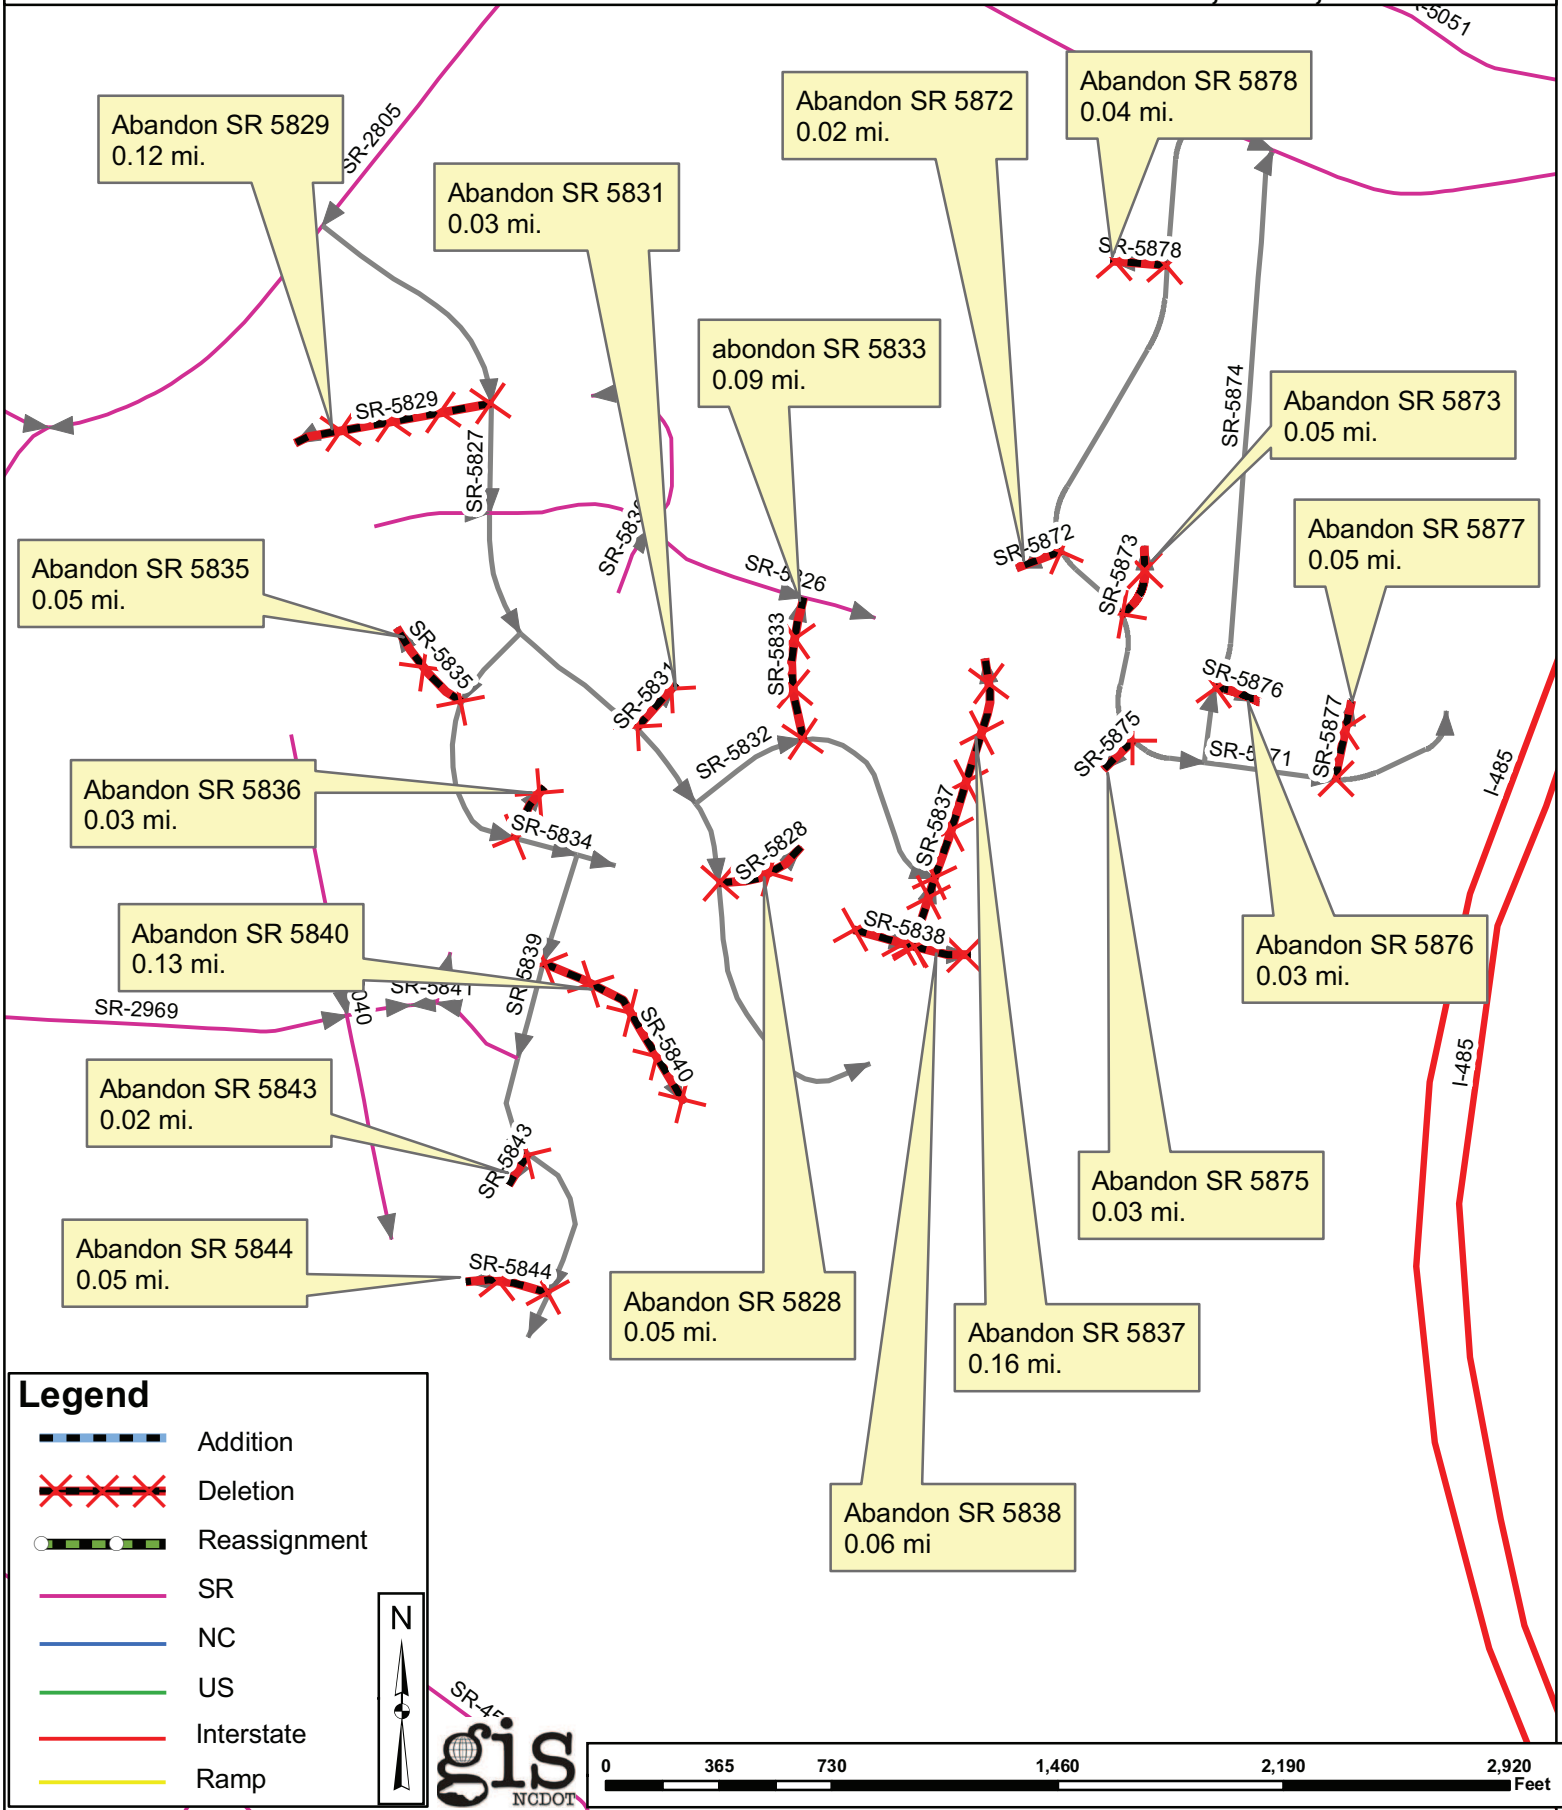 SR-2805
Abandon SR 5829
0.12 mi.
Abandon SR 5831
0.03 mi.
Abandon SR 5872
0.02 mi.
Abandon SR 5878
0.04 mi.
SR-5878
abondon SR 5833
0.09 mi.
SR-5829
SR-5827
SR-5874
Abandon SR 5873
0.05 mi.
Abandon SR 5877
0.05 mi.
SR-5872
SR-5873
Abandon SR 5835
0.05 mi.
SR-5835
SR-5831
SR-5833
SR-5832
SR-5876
SR-5875
SR-5877
I-485
Abandon SR 5836
0.03 mi.
SR-5834
SR-5828
SR-5837
SR-5838
Abandon SR 5840
0.13 mi.
SR-5839
SR-5841
SR-2969
040
SR-5840
Abandon SR 5876
0.03 mi.
I-485
Abandon SR 5843
0.02 mi.
SR-5843
Abandon SR 5875
0.03 mi.
Abandon SR 5844
0.05 mi.
SR-5844
Abandon SR 5828
0.05 mi.
Abandon SR 5837
0.16 mi.
Abandon SR 5838
0.06 mi
Legend
Addition
Deletion
Reassignment
SR
NC
US
Interstate
Ramp
N
gis
NCDOT
0 365 730 1,460 2,190 2,920
Feet